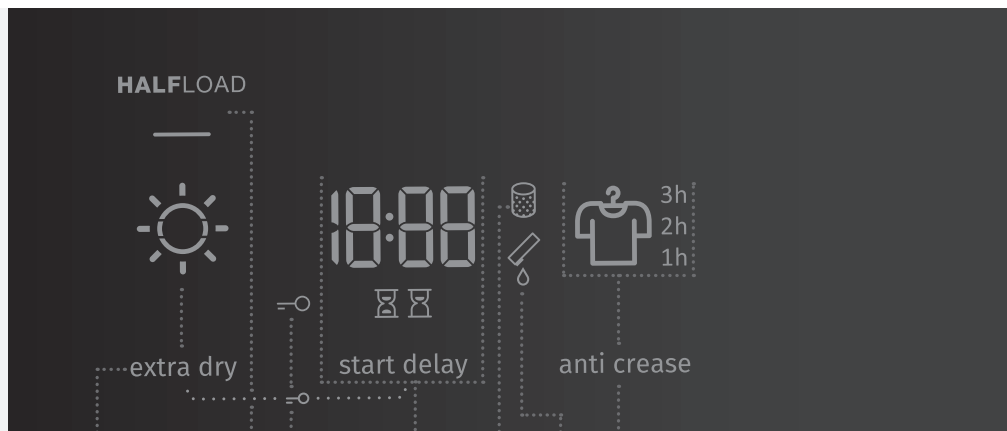 HALFLOAD
18:88
3h
2h
1h
extra dry
start delay
anti crease